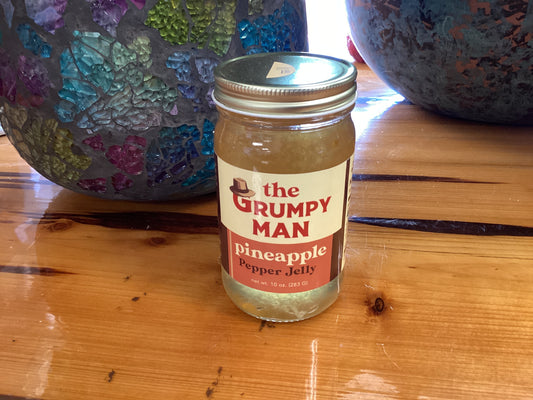 the
GRUMPY
MAN
pineapple
Pepper Jelly
net wt. 10 oz. (283 G)